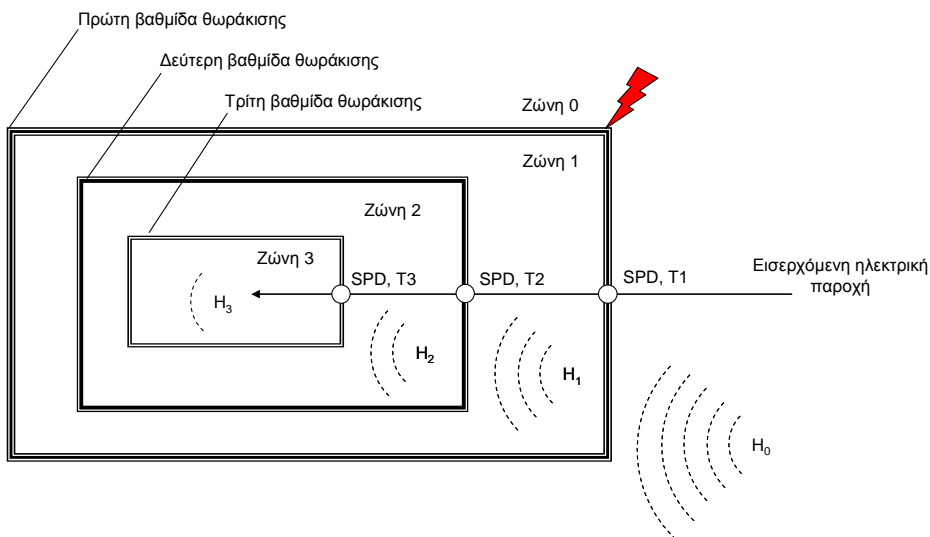 Πρώτη βαθμίδα θωράκισης
Δεύτερη βαθμίδα θωράκισης
Τρίτη βαθμίδα θωράκισης
Ζώνη 0
Ζώνη 1
Ζώνη 2
Ζώνη 3
SPD, T3
SPD, T2
SPD, T1
Εισερχόμενη ηλεκτρική
παροχή
H₃
H₂
H₁
H₀